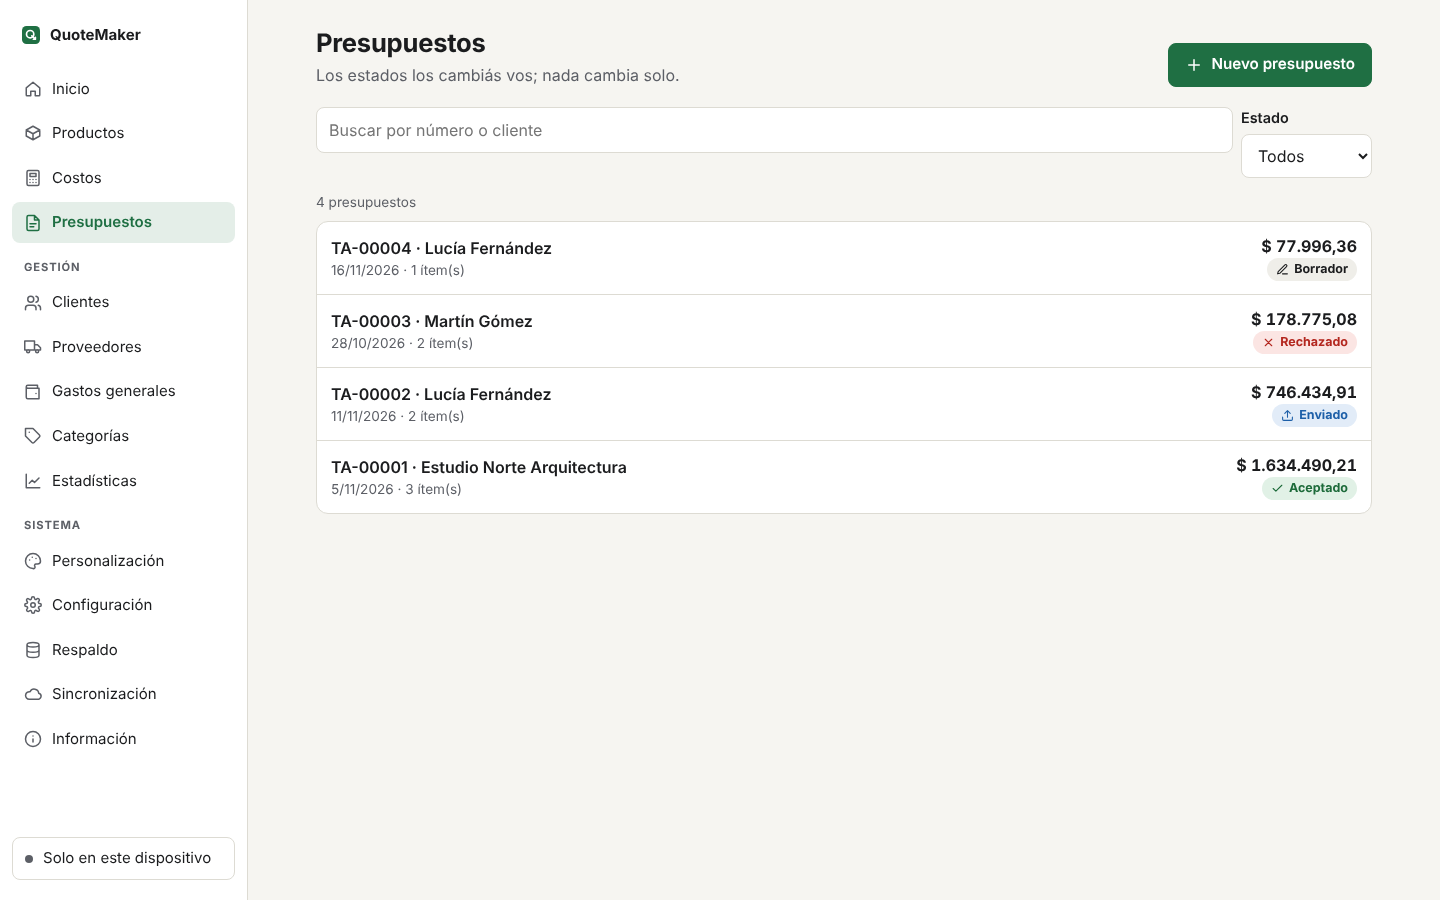 QuoteMaker
Inicio
Productos
Costos
Presupuestos
GESTIÓN
Clientes
Proveedores
Gastos generales
Categorías
Estadísticas
SISTEMA
Personalización
Configuración
Respaldo
Sincronización
Información
Solo en este dispositivo
Presupuestos
Los estados los cambiás vos; nada cambia solo.
Nuevo presupuesto
Buscar por número o cliente
Estado
Todos
4 presupuestos
TA-00004 · Lucía Fernández
16/11/2026 · 1 ítem(s)
$ 77.996,36
Borrador
TA-00003 · Martín Gómez
28/10/2026 · 2 ítem(s)
$ 178.775,08
Rechazado
TA-00002 · Lucía Fernández
11/11/2026 · 2 ítem(s)
$ 746.434,91
Enviado
TA-00001 · Estudio Norte Arquitectura
5/11/2026 · 3 ítem(s)
$ 1.634.490,21
Aceptado